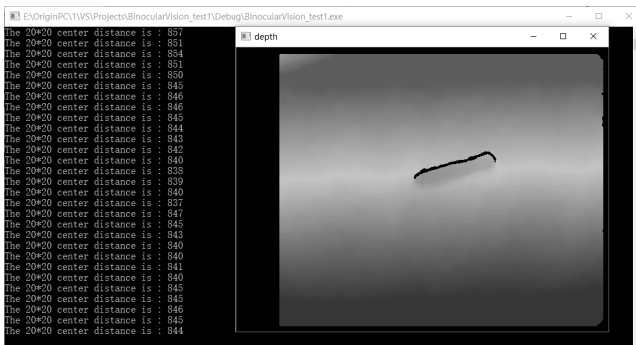 E:\OriginPC\1\VS\Projects\BinocularVision_test1\Debug\BinocularVision_test1.exe
The 20*20 center distance is : 857
The 20*20 center distance is : 851
The 20*20 center distance is : 854
The 20*20 center distance is : 851
The 20*20 center distance is : 850
The 20*20 center distance is : 845
The 20*20 center distance is : 846
The 20*20 center distance is : 846
The 20*20 center distance is : 845
The 20*20 center distance is : 844
The 20*20 center distance is : 843
The 20*20 center distance is : 842
The 20*20 center distance is : 840
The 20*20 center distance is : 838
The 20*20 center distance is : 839
The 20*20 center distance is : 840
The 20*20 center distance is : 837
The 20*20 center distance is : 847
The 20*20 center distance is : 845
The 20*20 center distance is : 843
The 20*20 center distance is : 840
The 20*20 center distance is : 840
The 20*20 center distance is : 841
The 20*20 center distance is : 840
The 20*20 center distance is : 845
The 20*20 center distance is : 845
The 20*20 center distance is : 846
The 20*20 center distance is : 845
The 20*20 center distance is : 844
depth